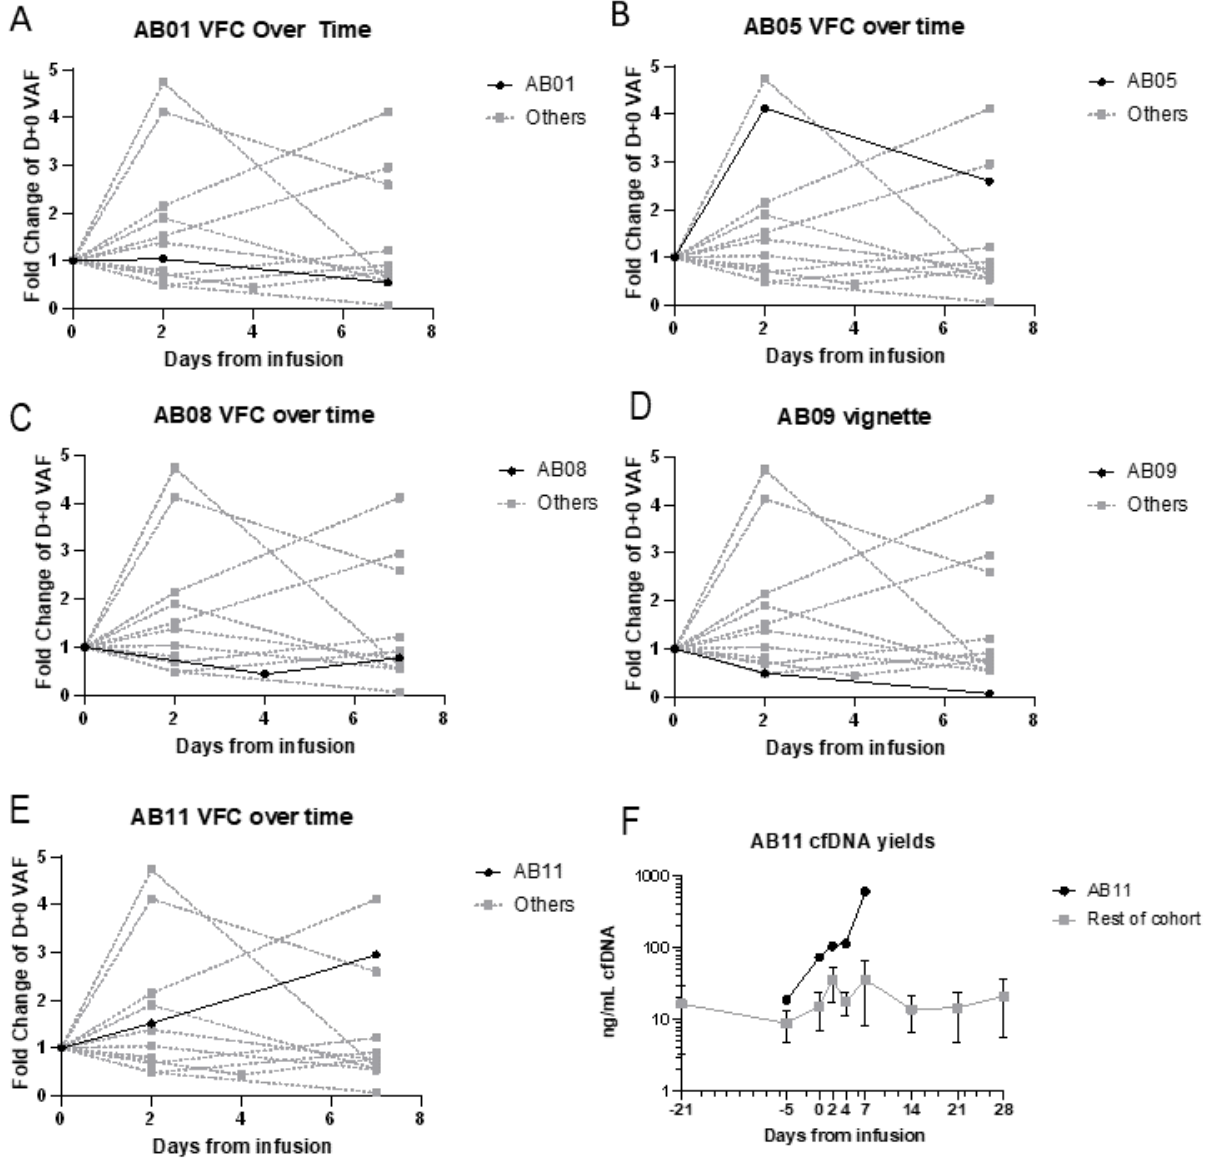 A
AB01 VFC Over Time
Fold Change of D+0 VAF
5
4
3
2
1
0
0 2 4 6 8
Days from infusion
AB01
Others
B
AB05 VFC over time
Fold Change of D+0 VAF
5
4
3
2
1
0
0 2 4 6 8
Days from infusion
AB05
Others
C
AB08 VFC over time
Fold Change of D+0 VAF
5
4
3
2
1
0
0 2 4 6 8
Days from infusion
AB08
Others
D
AB09 vignette
Fold Change of D+0 VAF
5
4
3
2
1
0
0 2 4 6 8
Days from infusion
AB09
Others
E
AB11 VFC over time
Fold Change of D+0 VAF
5
4
3
2
1
0
0 2 4 6 8
Days from infusion
AB11
Others
F
AB11 cfDNA yields
ng/mL cfDNA
1000
100
10
1
-21 -5 0 2 4 7 14 21 28
Days from infusion
AB11
Rest of cohort